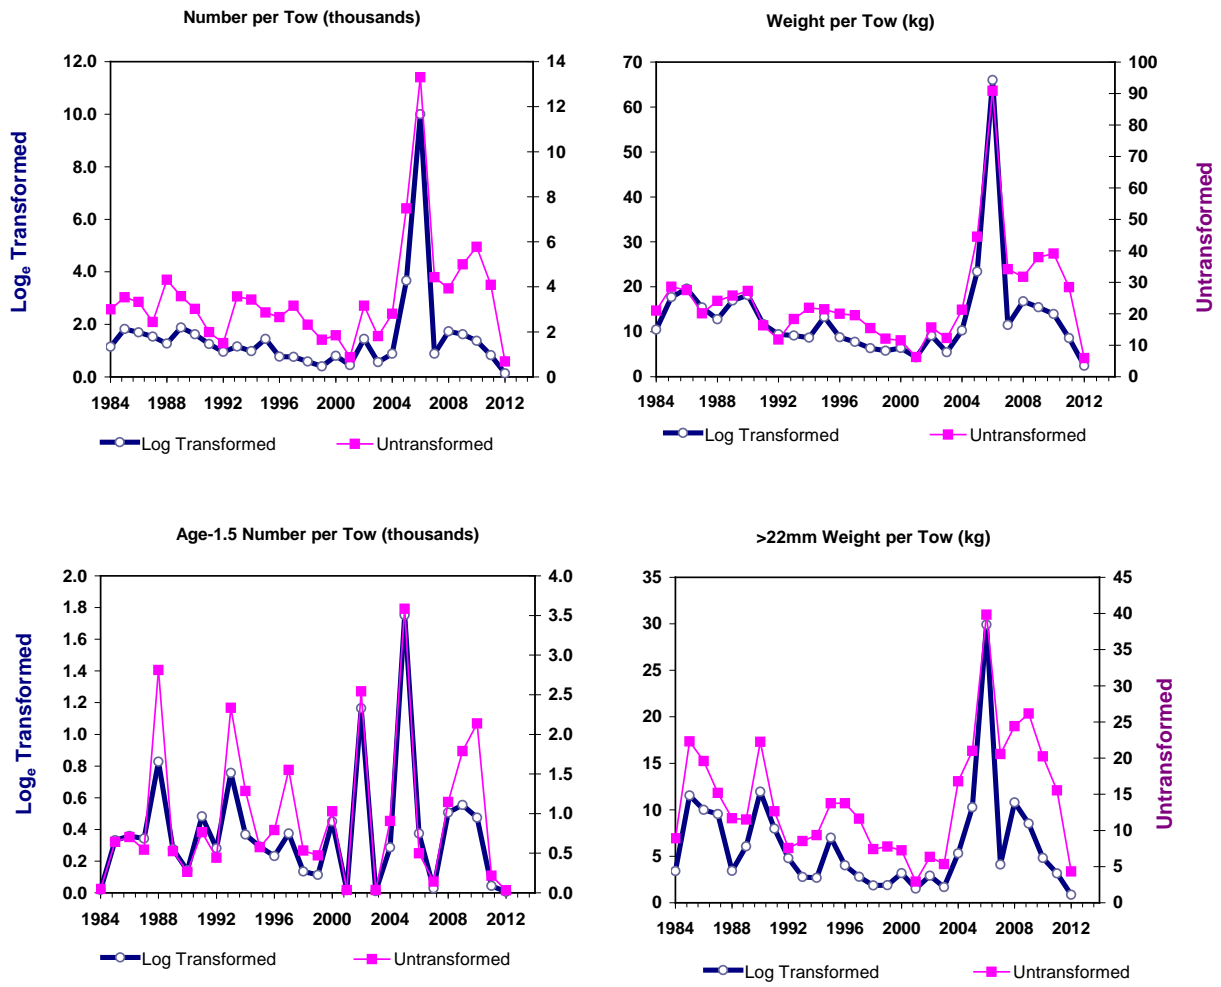 Number per Tow (thousands)
Weight per Tow (kg)
12.0 14 70 100
10.0 12 60 90
8.0 10 50 80
6.0 8 40 70
4.0 6 30 60
2.0 4 20 50
0.0 2 10 40
0 0 30
20
10
0
Logₑ Transformed
Untransformed
1984 1988 1992 1996 2000 2004 2008 2012
1984 1988 1992 1996 2000 2004 2008 2012
Log Transformed Untransformed
Log Transformed Untransformed
Age-1.5 Number per Tow (thousands)
>22mm Weight per Tow (kg)
2.0 4.0 35 45
1.8 3.5 30 40
1.6 3.0 25 35
1.4 2.5 20 30
1.2 2.0 15 25
1.0 1.5 10 20
0.8 1.0 5 15
0.6 0.5 0 10
0.4 0.0 5
0.2 0
0.0
Logₑ Transformed
Untransformed
1984 1988 1992 1996 2000 2004 2008 2012
1984 1988 1992 1996 2000 2004 2008 2012
Log Transformed Untransformed
Log Transformed Untransformed